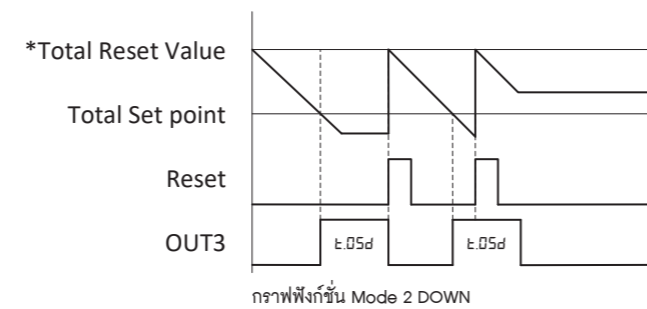 *Total Reset Value
Total Set point
Reset
OUT3
t.05d
t.05d
กราฟฟังก์ชั่น Mode 2 DOWN